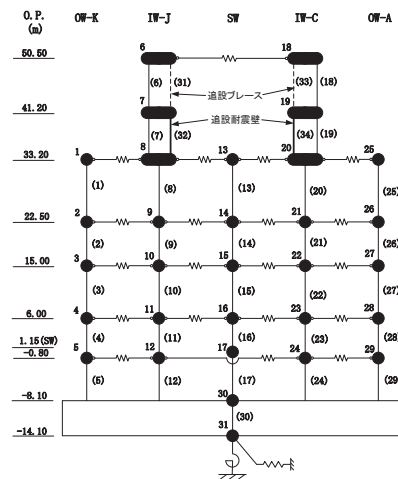 O.P. OW-K IW-J SW IW-C OW-A
(m)
6 18
50.50
(6) (31) (33) (18)
追設ブレース
41.20 7 19
追設耐震壁
(7) (32) (34) (19)
33.20 1 8 13 20 25
(1) (8) (13) (20) (25)
22.50 2 9 14 21 26
(2) (9) (14) (21) (26)
15.00 3 10 15 22 27
(3) (10) (15) (22) (27)
6.00 4 11 16 23 28
1.15(SW) (4) (11) (16) (23) (28)
-0.80 5 12 17 24 29
(5) (12) (17) (24) (29
-8.10 30
(30)
-14.10 31